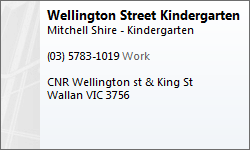 Wellington Street Kindergarten
Mitchell Shire - Kindergarten
(03) 5783-1019 Work
CNR Wellington st & King St
Wallan VIC 3756